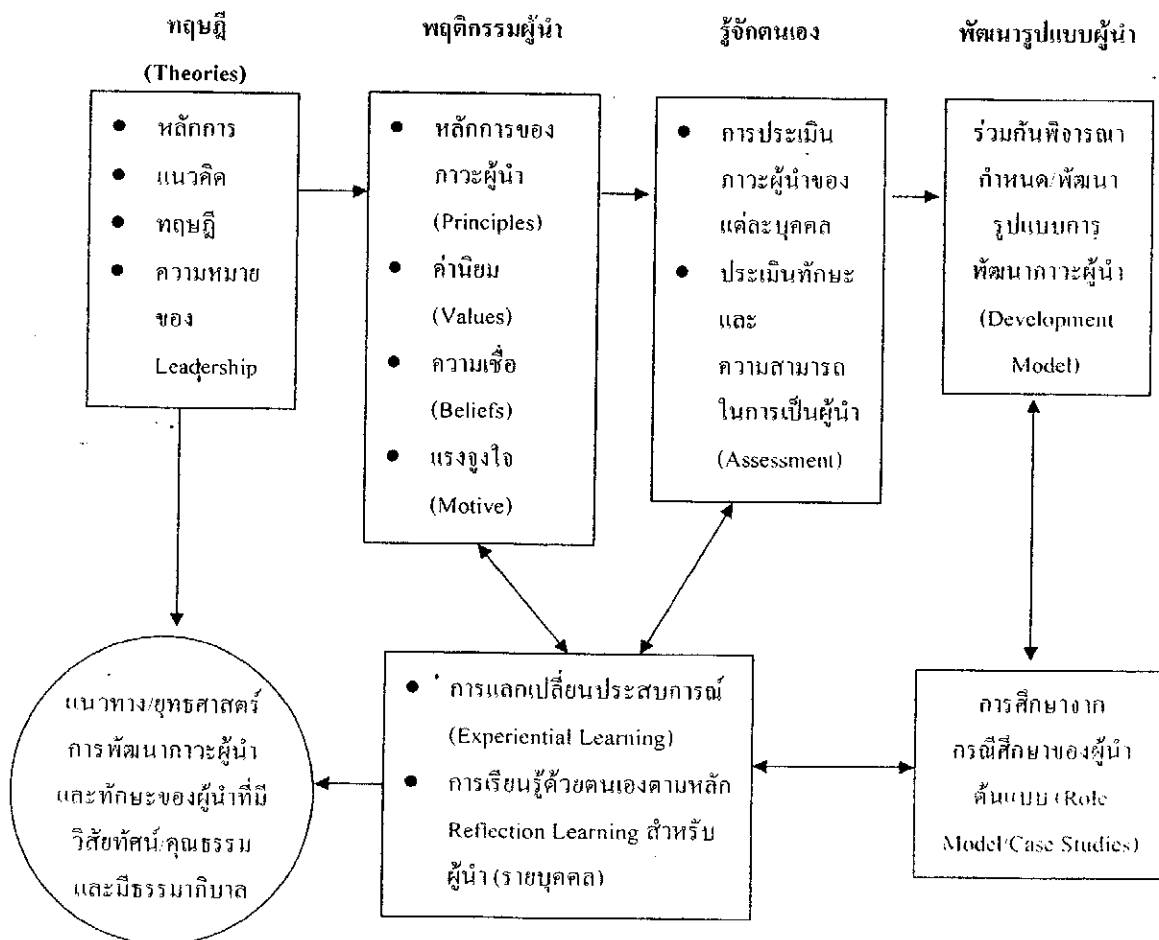 ทฤษฎี
(Theories)
● หลักการ
● แนวคิด
● ทฤษฎี
● ความหมาย
ของ
Leadership
พฤติกรรมผู้นำ
● หลักการของ
ภาวะผู้นำ
(Principles)
● ค่านิยม
(Values)
● ความเชื่อ
(Beliefs)
● แรงจูงใจ
(Motive)
รู้จักตนเอง
● การประเมิน
ภาวะผู้นำของ
แต่ละบุคคล
● ประเมินทักษะ
และ
ความสามารถ
ในการเป็นผู้นำ
(Assessment)
พัฒนารูปแบบผู้นำ
ร่วมกันพิจารณา
กำหนด/พัฒนา
รูปแบบการ
พัฒนาภาวะผู้นำ
(Development
Model)
แนวทาง/ยุทธศาสตร์
การพัฒนาภาวะผู้นำ
และทักษะของผู้นำที่มี
วิสัยทัศน์/คุณธรรม
และมีธรรมาภิบาล
● การแลกเปลี่ยนประสบการณ์
(Experiential Learning)
● การเรียนรู้ด้วยตนเองตามหลัก
Reflection Learning สำหรับ
ผู้นำ (รายบุคคล)
การศึกษาจาก
กรณีศึกษาของผู้นำ
ต้นแบบ (Role
Model/Case Studies)